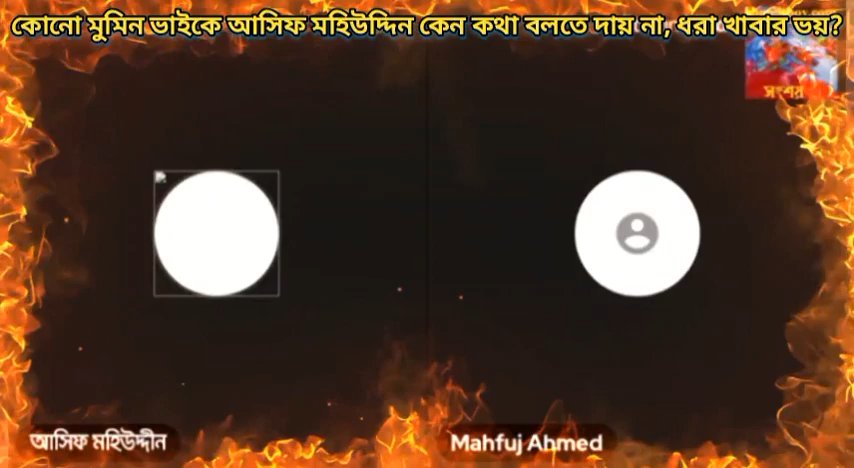 কোনো মুমিন ভাইকে আসিফ মহিউদ্দিন কেন কথা বলতে দায় না, ধরা খাবার ভয়?
সংশয়
আসিফ মহিউদ্দীন
Mahfuj Ahmed